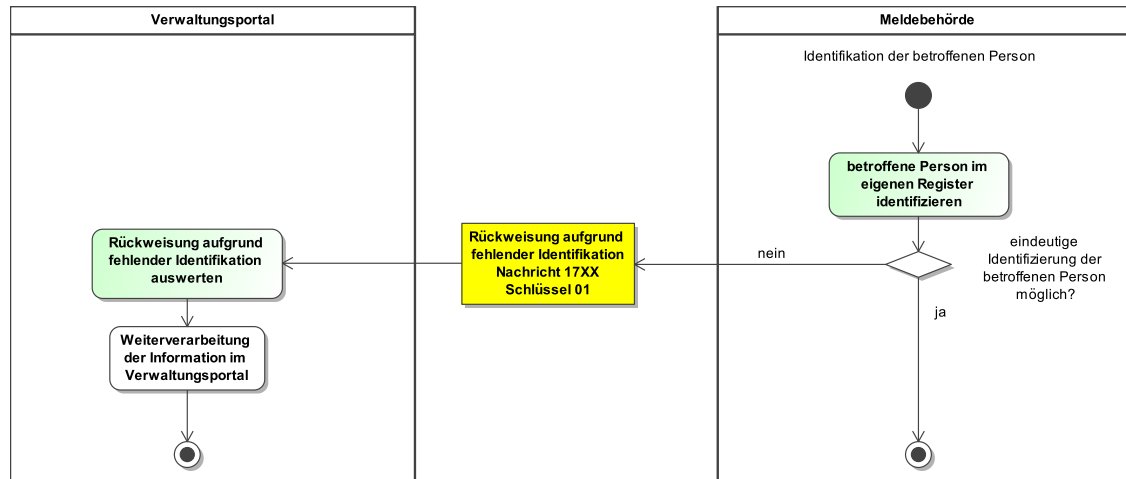 Verwaltungsportal
Meldebehörde
Identifikation der betroffenen Person
betroffene Person im
eigenen Register
identifizieren
eindeutige
Identifizierung der
betroffenen Person
möglich?
nein
ja
Rückweisung aufgrund
fehlender Identifikation
Nachricht 17XX
Schlüssel 01
Rückweisung aufgrund
fehlender Identifikation
auswerten
Weiterverarbeitung
der Information im
Verwaltungsportal